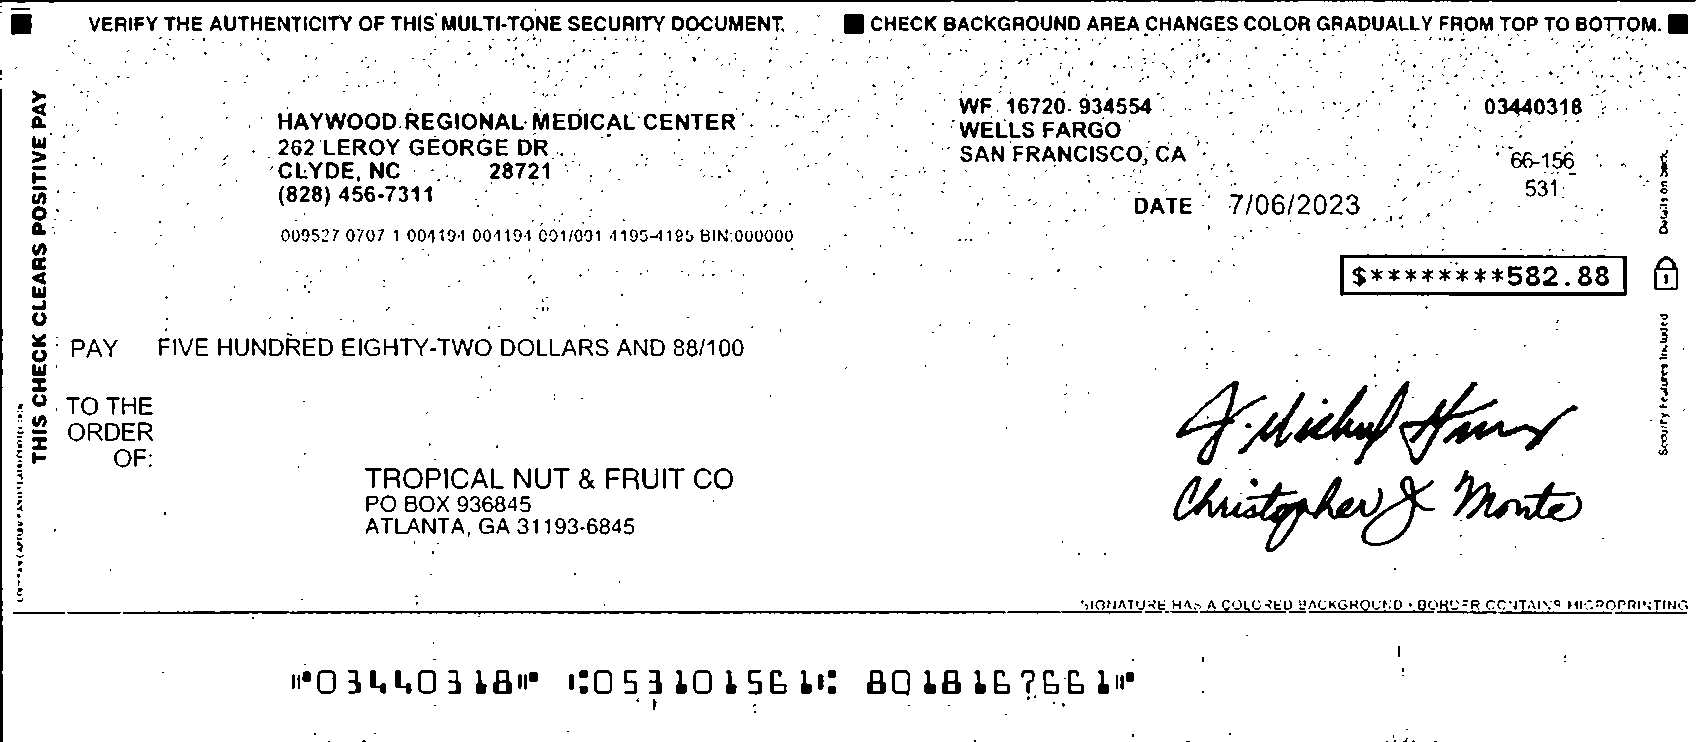 VERIFY THE AUTHENTICITY OF THIS MULTI-TONE SECURITY DOCUMENT.
CHECK BACKGROUND AREA CHANGES COLOR GRADUALLY FROM TOP TO BOTTOM.
THIS CHECK CLEARS POSITIVE PAY
HAYWOOD REGIONAL MEDICAL CENTER
262 LEROY GEORGE DR
CLYDE, NC 28721
(828) 456-7311
009527 0707 1 004194 004194 001/001 4195-4195 BIN:000000
WF 16720 934554
WELLS FARGO
SAN FRANCISCO, CA
03440318
66-156
531
DATE 7/06/2023
$********582.88
Details on back.
Security Features Included
PAY FIVE HUNDRED EIGHTY-TWO DOLLARS AND 88/100
TO THE
ORDER
OF:
TROPICAL NUT & FRUIT CO
PO BOX 936845
ATLANTA, GA 31193-6845
Christopher J Monte
SIGNATURE HAS A COLORED BACKGROUND • BORDER CONTAINS MICROPRINTING
⑈03440318⑈ ⑆053101561⑆ 8018167661⑈